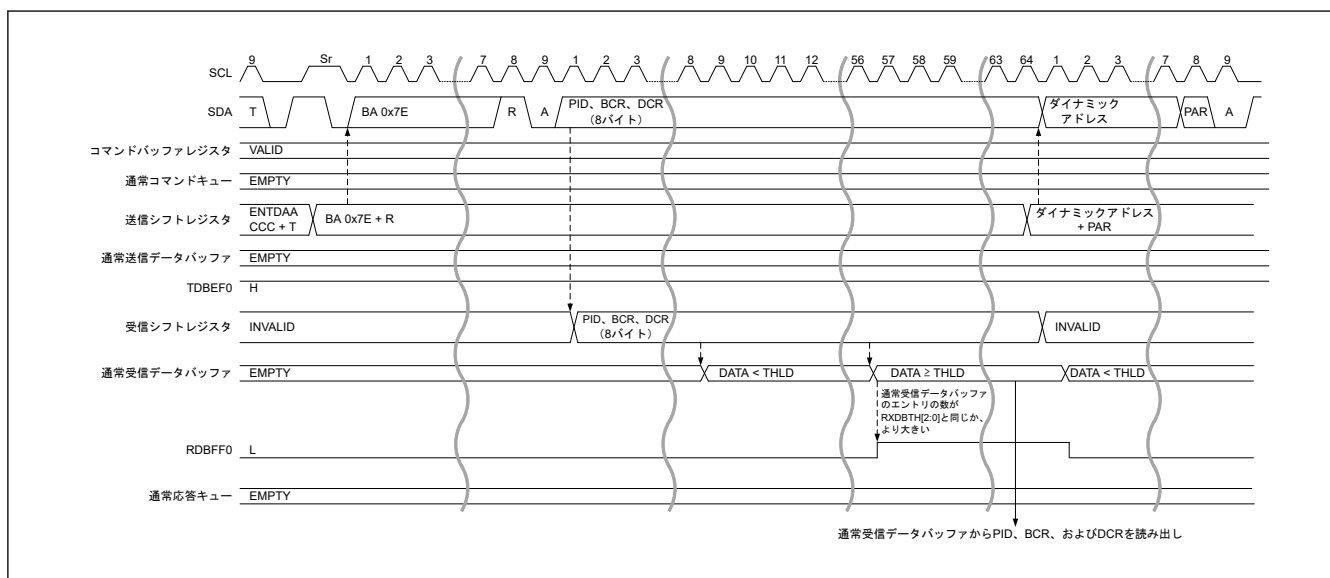 9 Sr 1 2 3 7 8 9 1 2 3 8 9 10 11 12 56 57 58 59 63 64 1 2 3 7 8 9
SCL
SDA T BA 0x7E R A PID、BCR、DCR ダイナミック PAR A
(8バイト) アドレス
コマンドバッファレジスタ VALID
通常コマンドキュー EMPTY
送信シフトレジスタ ENTDAA BA 0x7E + R ダイナミックアドレス
CCC + T + PAR
通常送信データバッファ EMPTY
TDBEF0 H
受信シフトレジスタ INVALID PID、BCR、DCR INVALID
(8バイト)
通常受信データバッファ EMPTY DATA < THLD DATA ≥ THLD DATA < THLD
通常受信データバッファ
のエントリの数が
RXDBTH[2:0]と同じか、
より大きい
RDBFF0 L
通常応答キュー EMPTY
通常受信データバッファからPID、BCR、およびDCRを読み出し